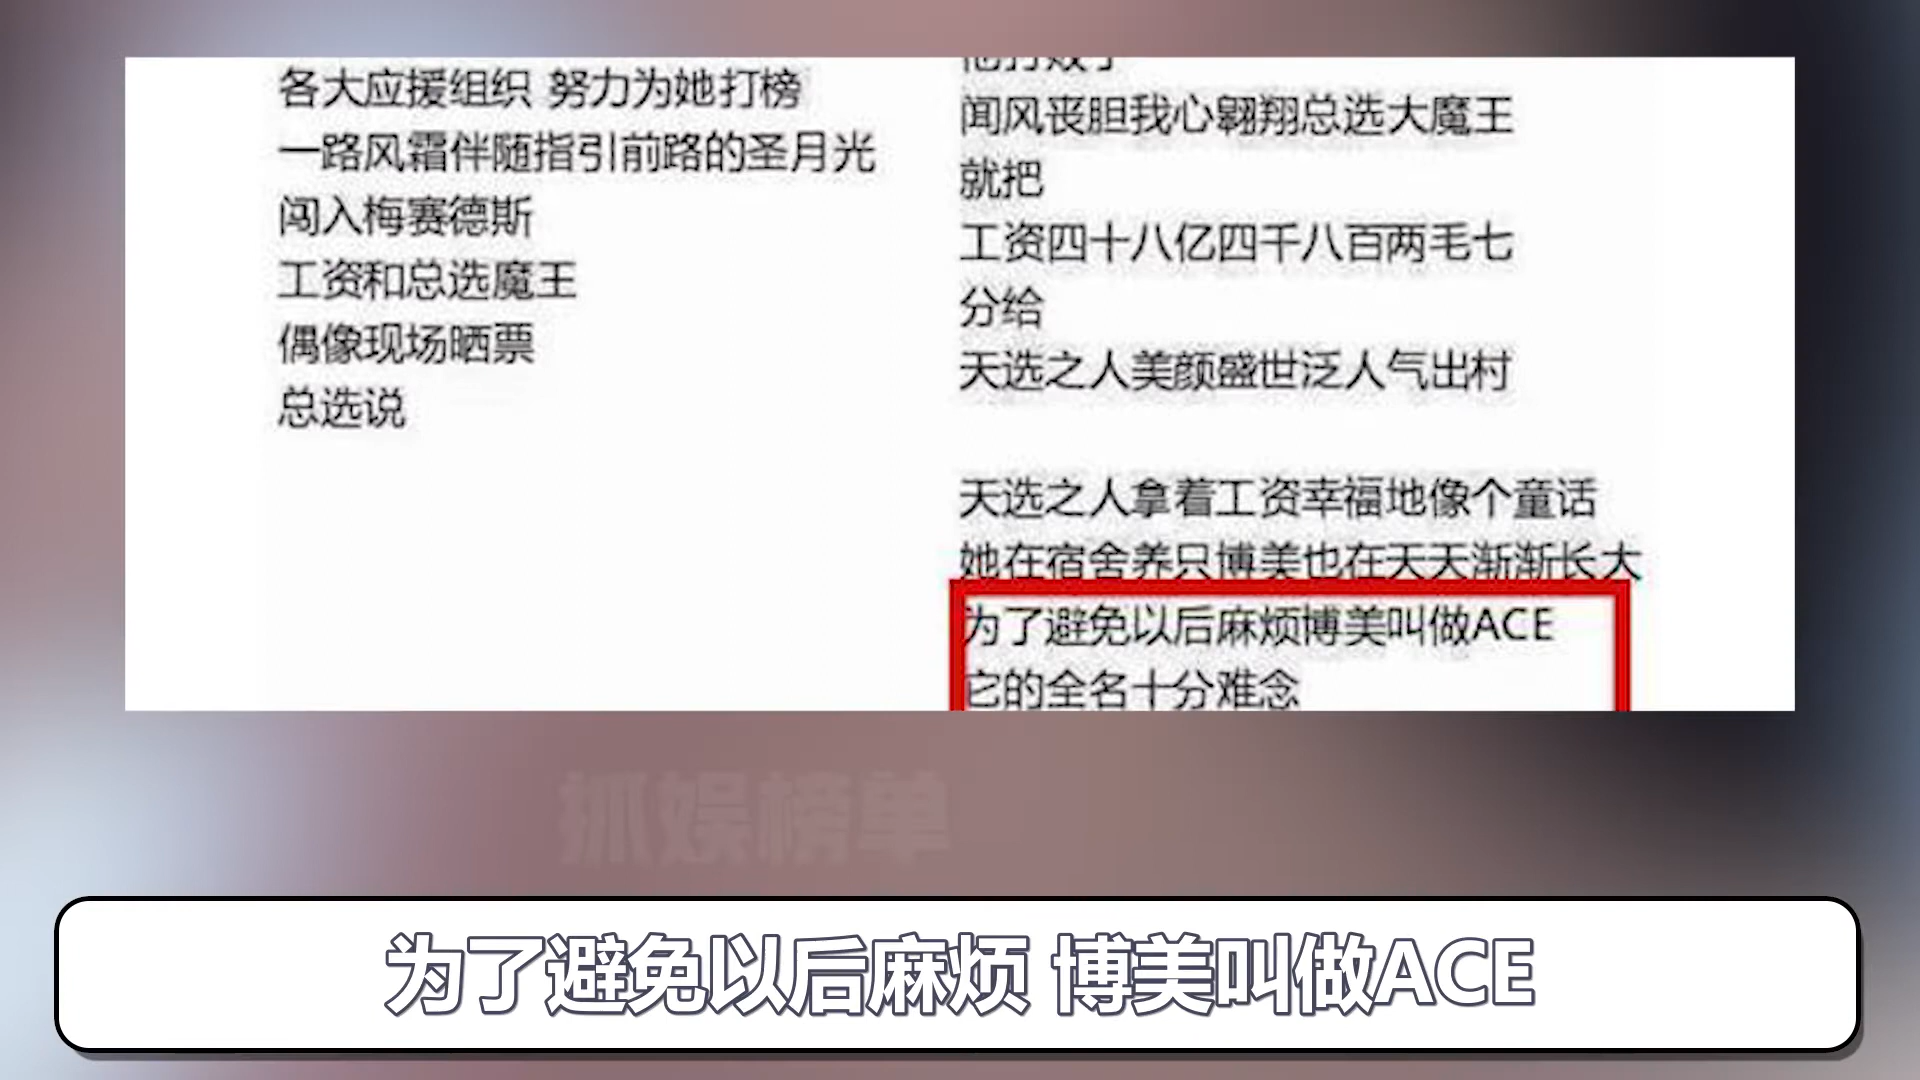 各大应援组织 努力为她打榜
一路风霜伴随指引前路的圣月光
闯入梅赛德斯
工资和总选魔王
偶像现场晒票
总选说
闻风丧胆我心翱翔总选大魔王
就把
工资四十八亿四千八百两毛七
分给
天选之人美颜盛世泛人气出村
天选之人拿着工资幸福地像个童话
她在宿舍养只博美也在天天渐渐长大
为了避免以后麻烦博美叫做ACE
它的全名十分难念
抓娱榜单
为了避免以后麻烦 博美叫做ACE